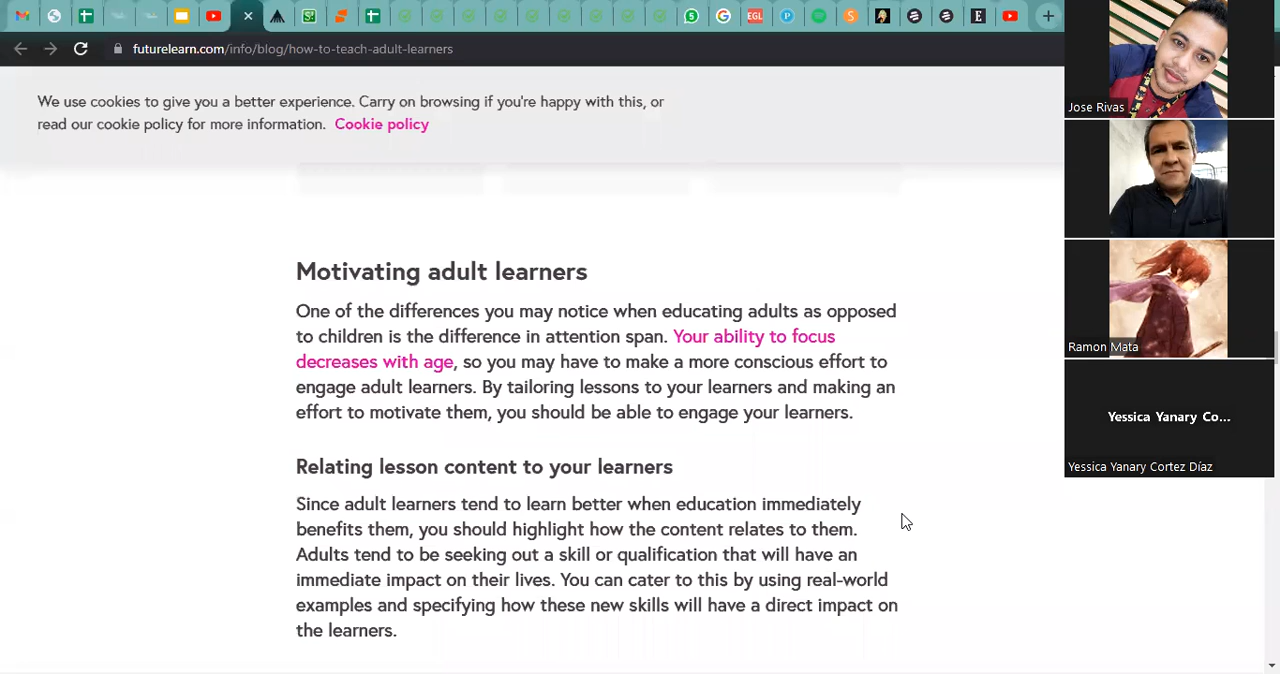 5
EGL
P
S
E
futurelearn.com/info/blog/how-to-teach-adult-learners
We use cookies to give you a better experience. Carry on browsing if you're happy with this, or
read our cookie policy for more information. Cookie policy
Motivating adult learners
One of the differences you may notice when educating adults as opposed
to children is the difference in attention span. Your ability to focus
decreases with age, so you may have to make a more conscious effort to
engage adult learners. By tailoring lessons to your learners and making an
effort to motivate them, you should be able to engage your learners.
Relating lesson content to your learners
Since adult learners tend to learn better when education immediately
benefits them, you should highlight how the content relates to them.
Adults tend to be seeking out a skill or qualification that will have an
immediate impact on their lives. You can cater to this by using real-world
examples and specifying how these new skills will have a direct impact on
the learners.
Jose Rivas
Ramon Mata
Yessica Yanary Co...
Yessica Yanary Cortez Díaz